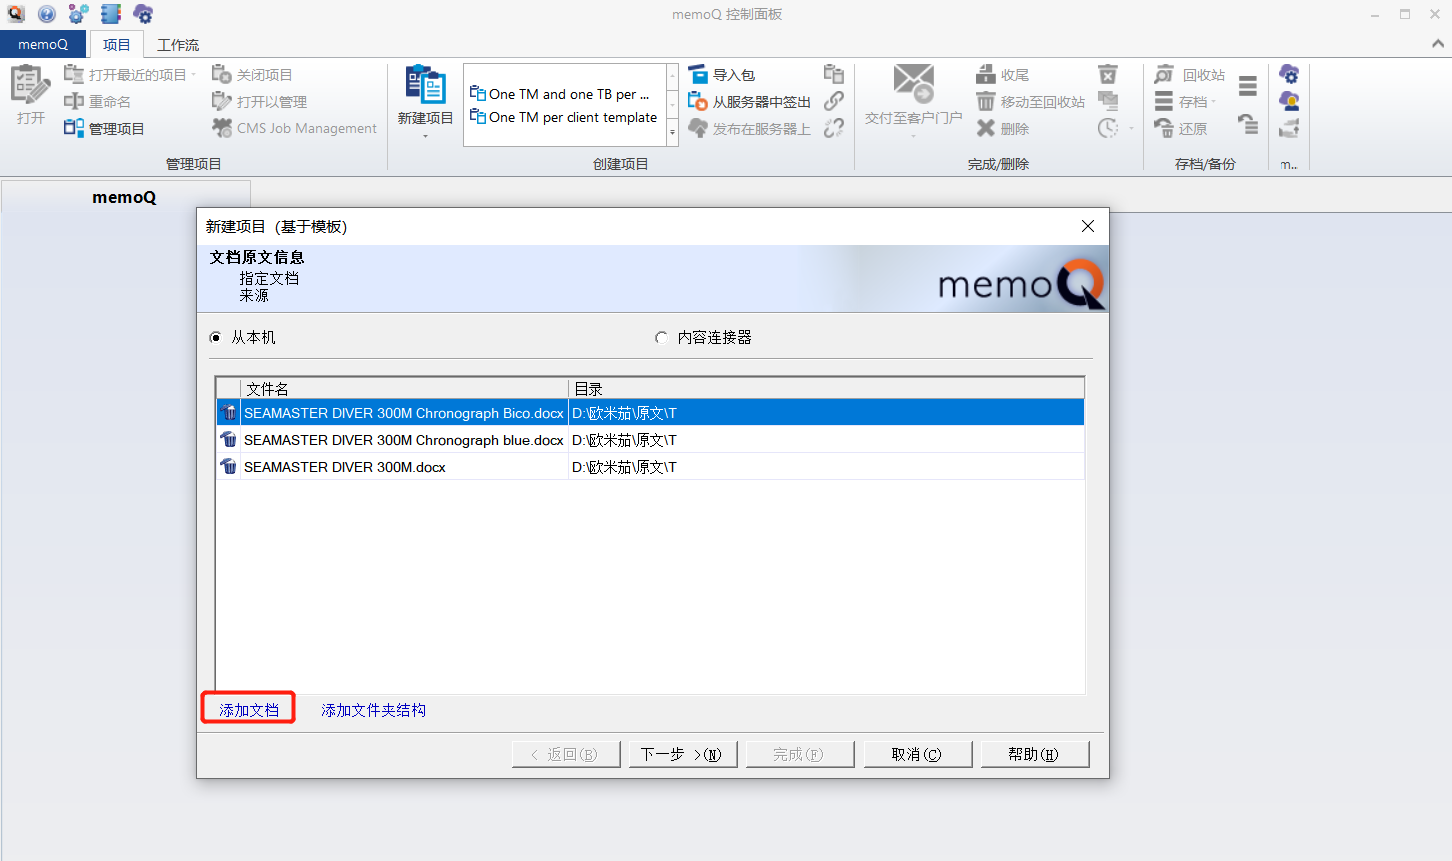 memoQ 控制面板
memoQ
项目
工作流
打开
打开最近的项目
重命名
管理项目
关闭项目
打开以管理
CMS Job Management
管理项目
新建项目
One TM and one TB per ...
One TM per client template
导入包
从服务器中签出
发布在服务器上
创建项目
交付至客户门户
收尾
移动至回收站
删除
完成/删除
回收站
存档
还原
存档/备份
m..
memoQ
新建项目（基于模板)
文档原文信息
指定文档
来源
memoQ
从本机
内容连接器
文件名 目录
SEAMASTER DIVER 300M Chronograph Bico.docx D:\欧米茄\原文\T
SEAMASTER DIVER 300M Chronograph blue.docx D:\欧米茄\原文\T
SEAMASTER DIVER 300M.docx D:\欧米茄\原文\T
添加文档 添加文件夹结构
< 返回(B) 下一步 >(N) 完成(F) 取消(C) 帮助(H)